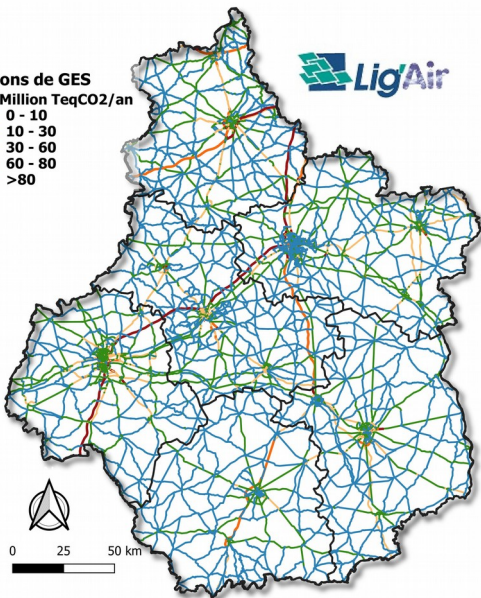 ons de GES
Million TeqCO2/an
0 - 10
10 - 30
30 - 60
60 - 80
>80
Lig'Air
0 25 50 km